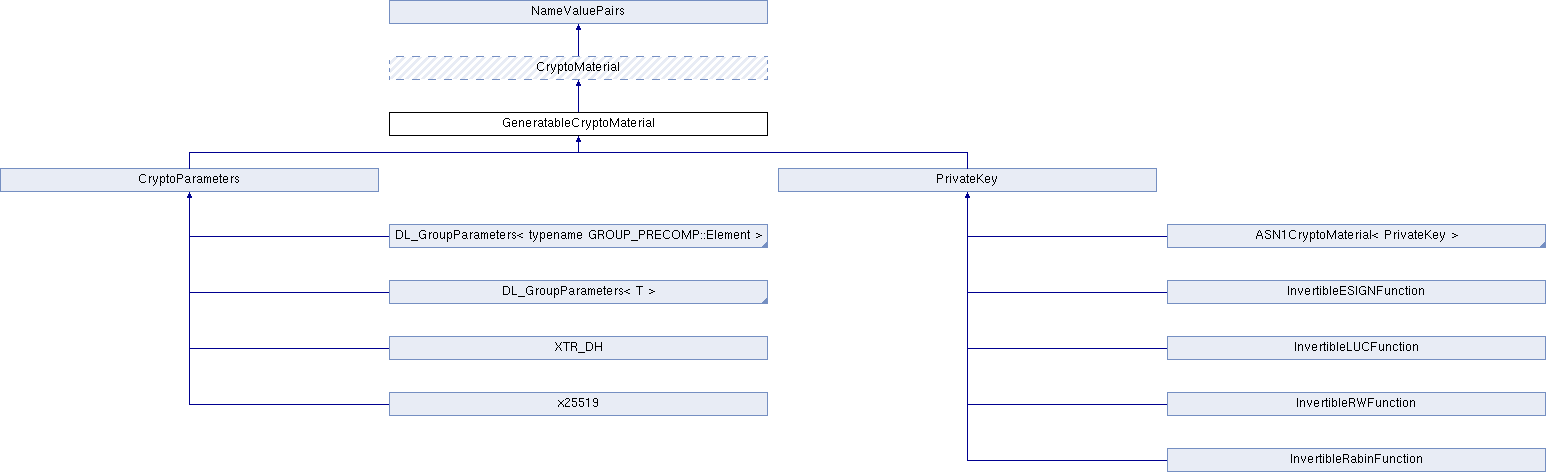 NameValuePairs
CryptoMaterial
GeneratableCryptoMaterial
CryptoParameters
PrivateKey
DL_GroupParameters< typename GROUP_PRECOMP::Element >
ASN1CryptoMaterial< PrivateKey >
DL_GroupParameters< T >
InvertibleESIGNFunction
XTR_DH
InvertibleLUCFunction
x25519
InvertibleRWFunction
InvertibleRabinFunction